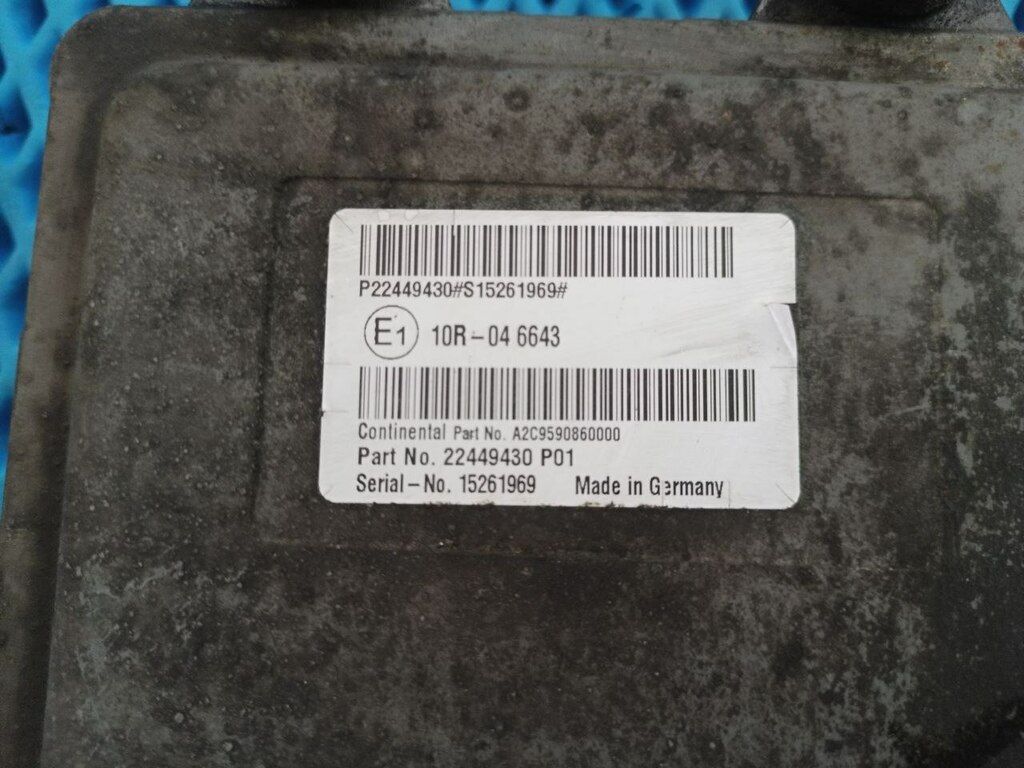 P22449430#S15261969#
E1 10R-04 6643
Continental Part No. A2C9590860000
Part No. 22449430 P01
Serial-No. 15261969 Made in Germany